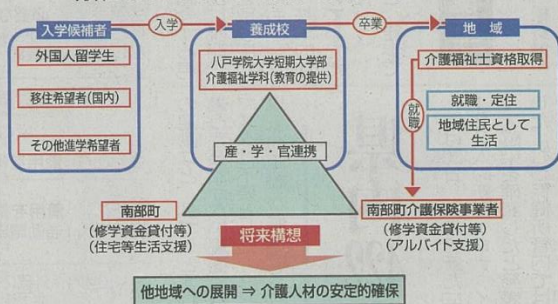 入学候補者
入学
養成校
卒業
地域
外国人留学生
移住希望者(国内)
その他進学希望者
八戸学院大学短期大学部
介護福祉学科(教育の提供)
介護福祉士資格取得
就職
就職・定住
地域住民として
生活
産・学・官連携
南部町
(修学資金貸付等)
(住宅等生活支援)
南部町介護保険事業者
(修学資金貸付等)
(アルバイト支援)
将来構想
他地域への展開 ⇒ 介護人材の安定的確保